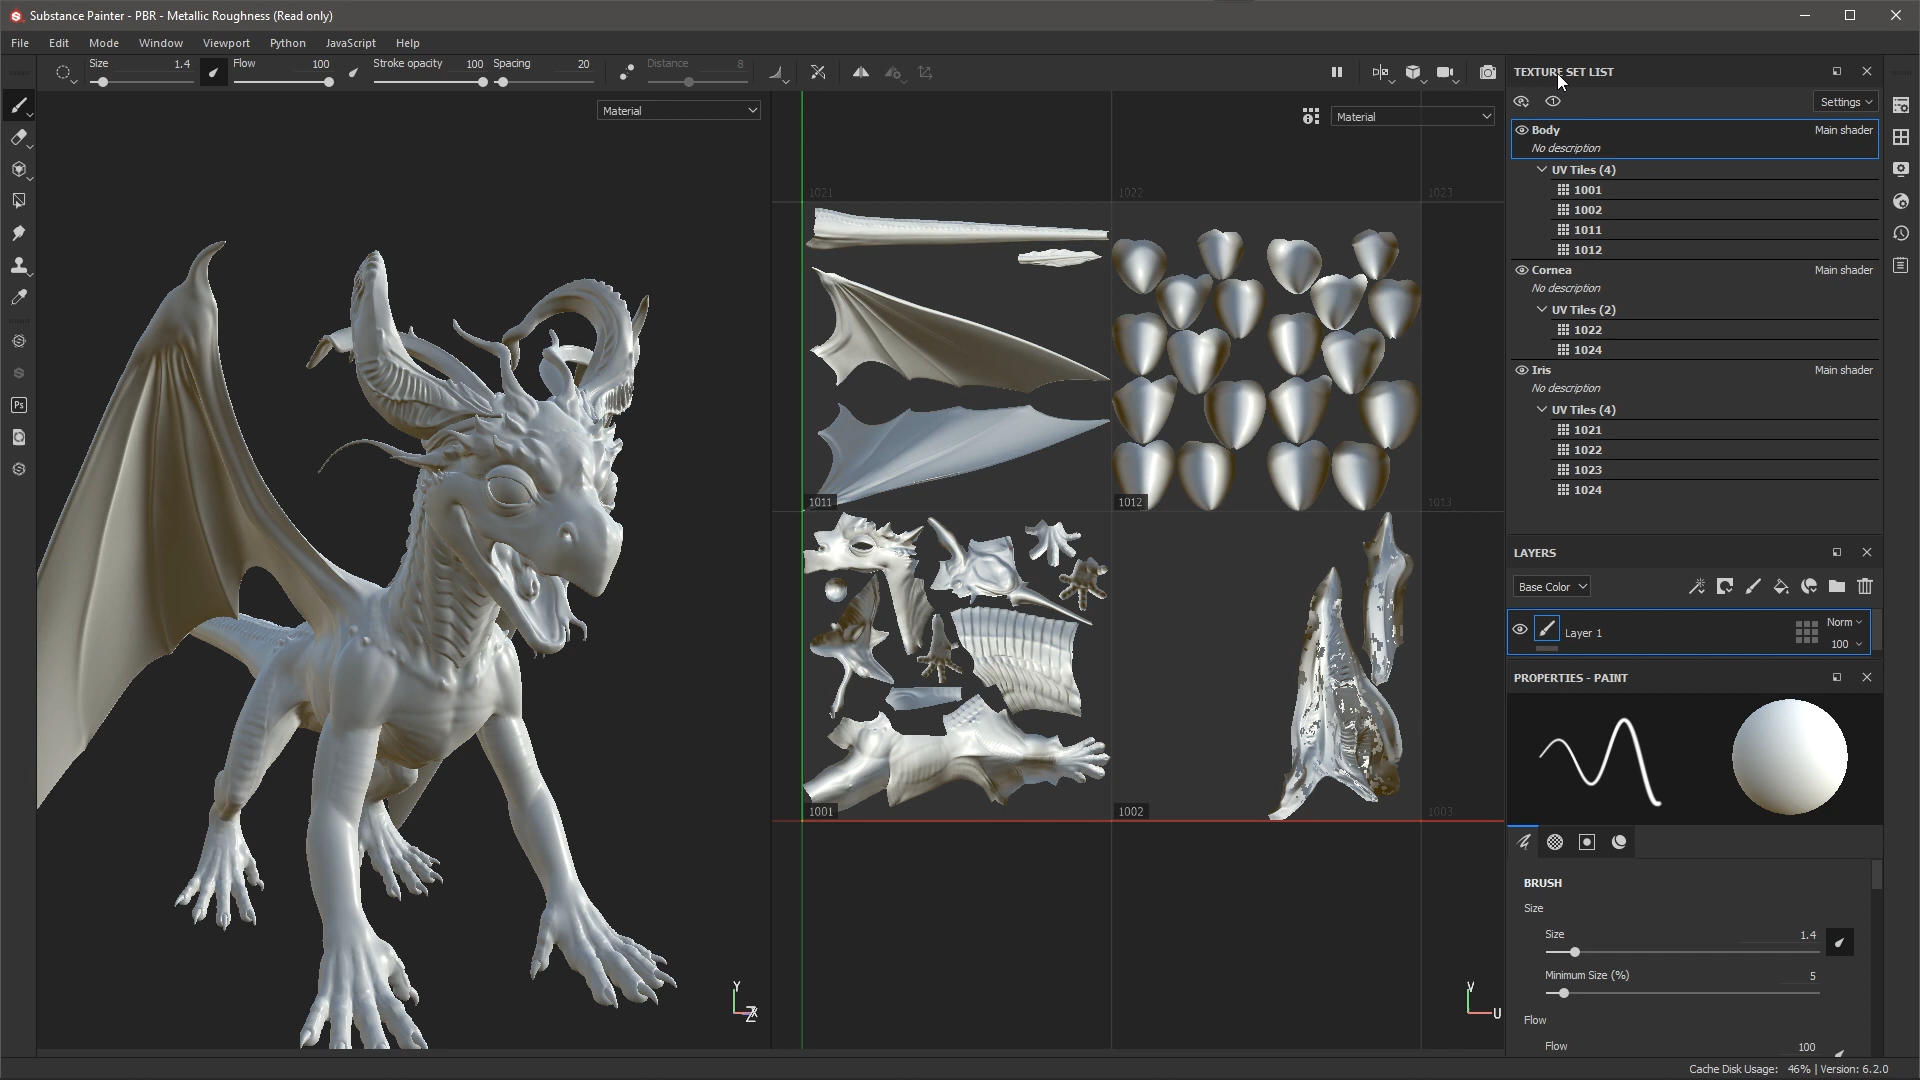 Substance Painter - PBR - Metallic Roughness (Read only)
File Edit Mode Window Viewport Python JavaScript Help
Size 1.4 Flow 100 Stroke opacity 100 Spacing 20 Distance 8
Material
Material
1021 1022 1023
1011 1012 1013
1001 1002 1003
Y
Z X
V
U
Ps
TEXTURE SET LIST
1
Settings
Body Main shader
No description
UV Tiles (4)
1001
1002
1011
1012
Cornea Main shader
No description
UV Tiles (2)
1022
1024
Iris Main shader
No description
UV Tiles (4)
1021
1022
1023
1024
LAYERS
Base Color
Layer 1 Norm
100
PROPERTIES - PAINT
BRUSH
Size
Size 1.4
Minimum Size (%) 5
Flow
Flow 100
Cache Disk Usage: 46% | Version: 6.2.0